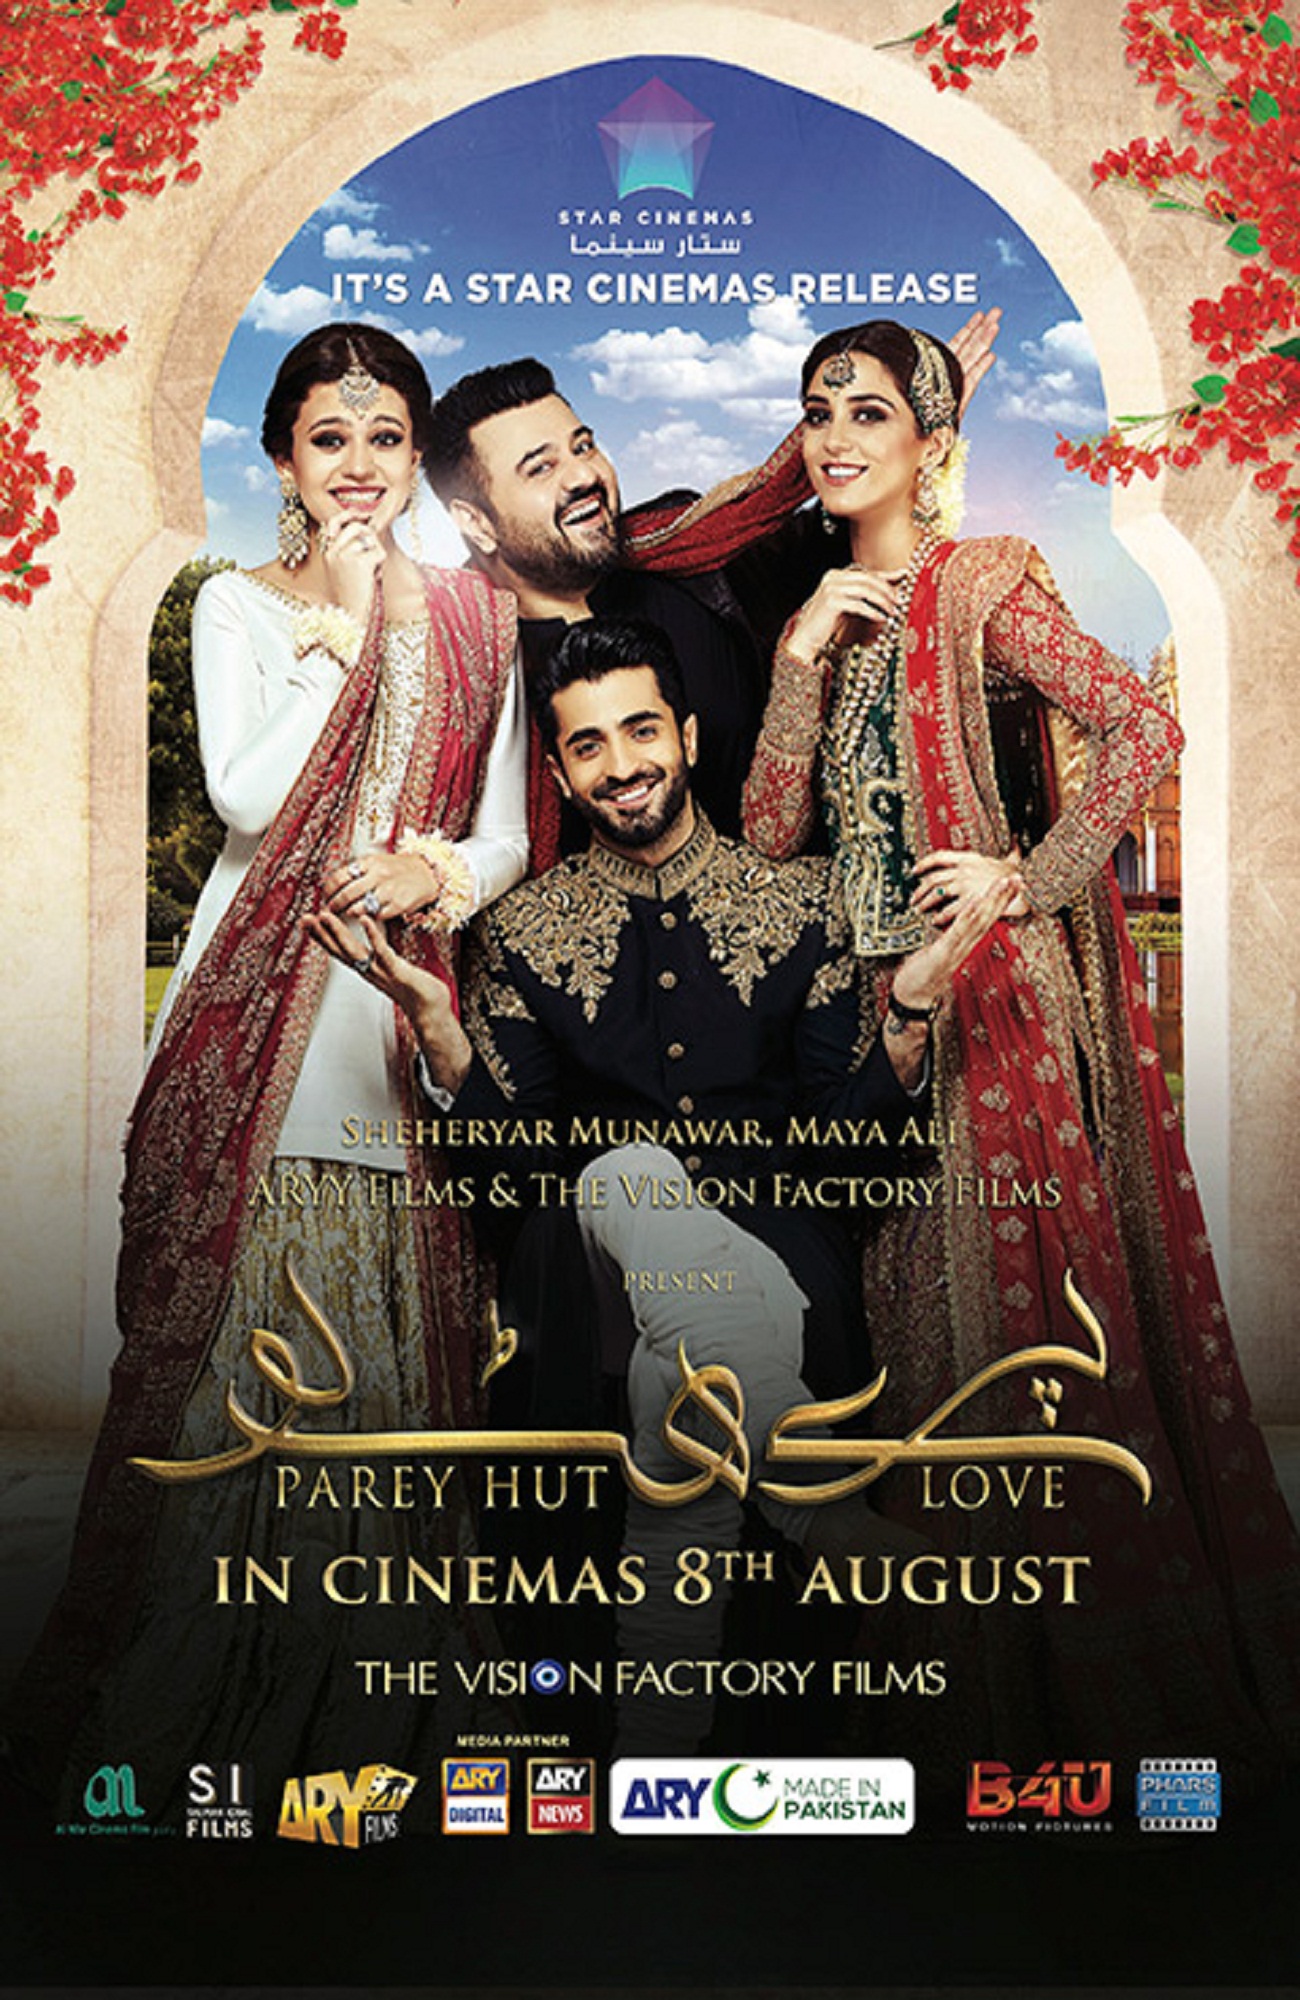 STAR CINEMAS
ستار سينما
IT'S A STAR CINEMAS RELEASE
SHEHERYAR MUNAWAR, MAYA ALI
ARYY FILMS & THE VISION FACTORY FILMS
PRESENT
پرے ھٹ لو
PAREY HUT LOVE
IN CINEMAS 8TH AUGUST
THE VISION FACTORY FILMS
MEDIA PARTNER
SI
FILMS
ARY
FILMS
ARY
DIGITAL
ARY
NEWS
ARY MADE IN
PAKISTAN
B4U
MOTION PICTURES
PHARS
FILM